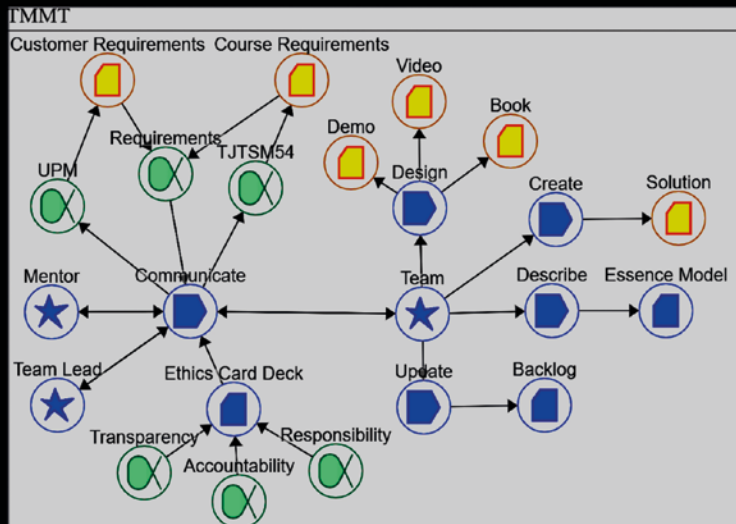 TMMT
Customer Requirements
Course Requirements
Video
Book
Demo
Requirements
TJTSM54
UPM
Design
Create
Solution
Mentor
Communicate
Team
Describe
Essence Model
Team Lead
Ethics Card Deck
Update
Backlog
Transparency
Responsibility
Accountability